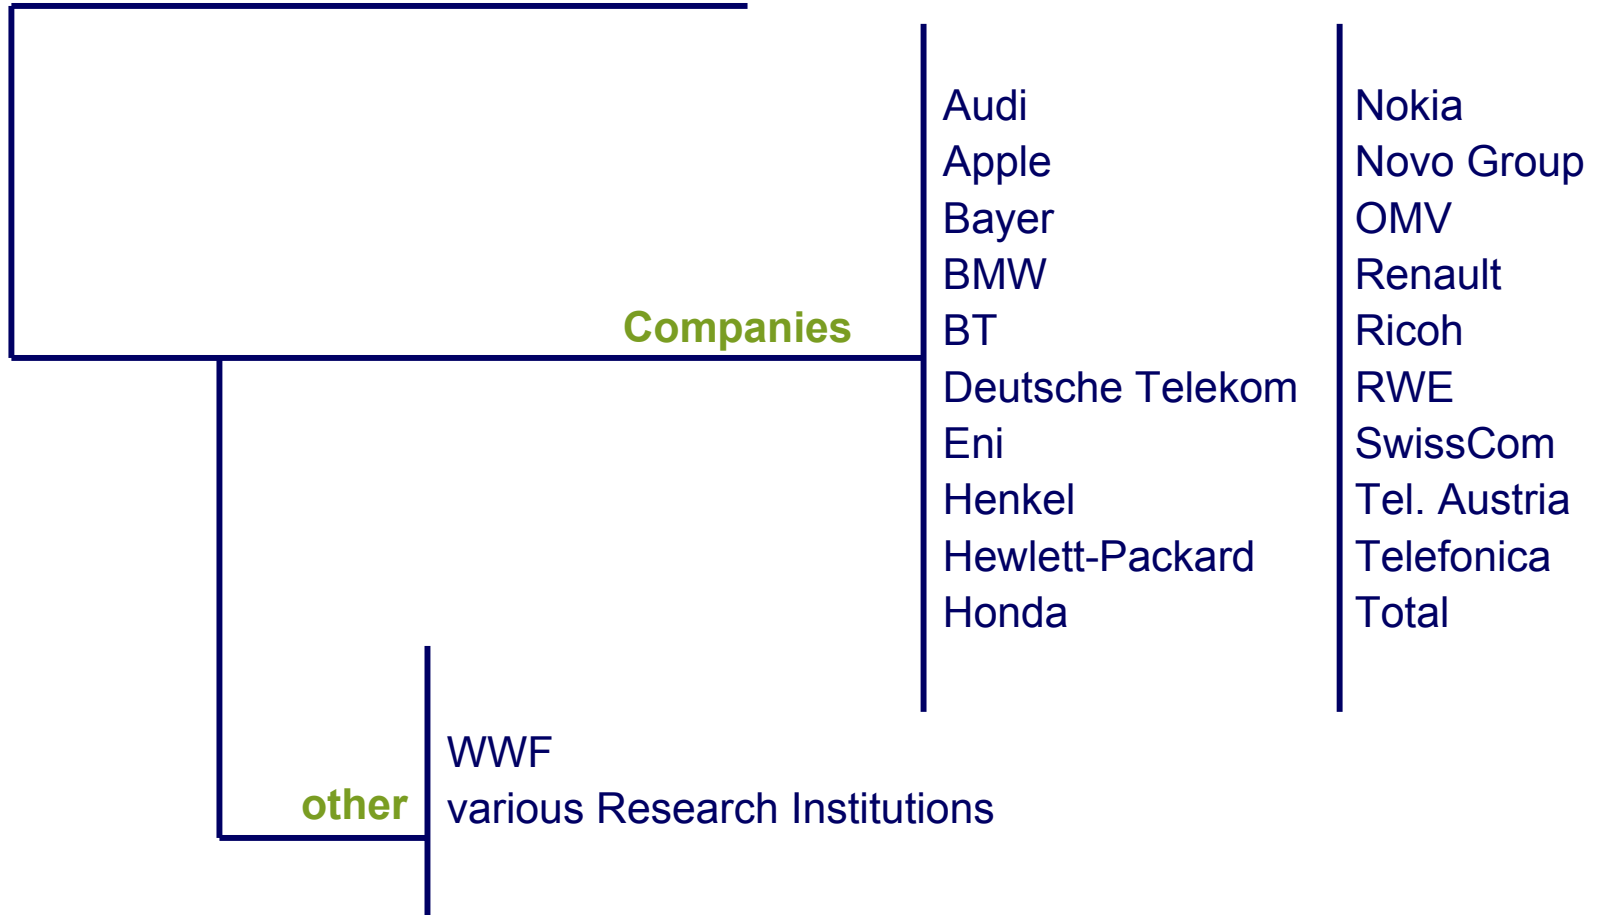 Companies
Audi
Apple
Bayer
BMW
BT
Deutsche Telekom
Eni
Henkel
Hewlett-Packard
Honda
Nokia
Novo Group
OMV
Renault
Ricoh
RWE
SwissCom
Tel. Austria
Telefonica
Total
other
WWF
various Research Institutions